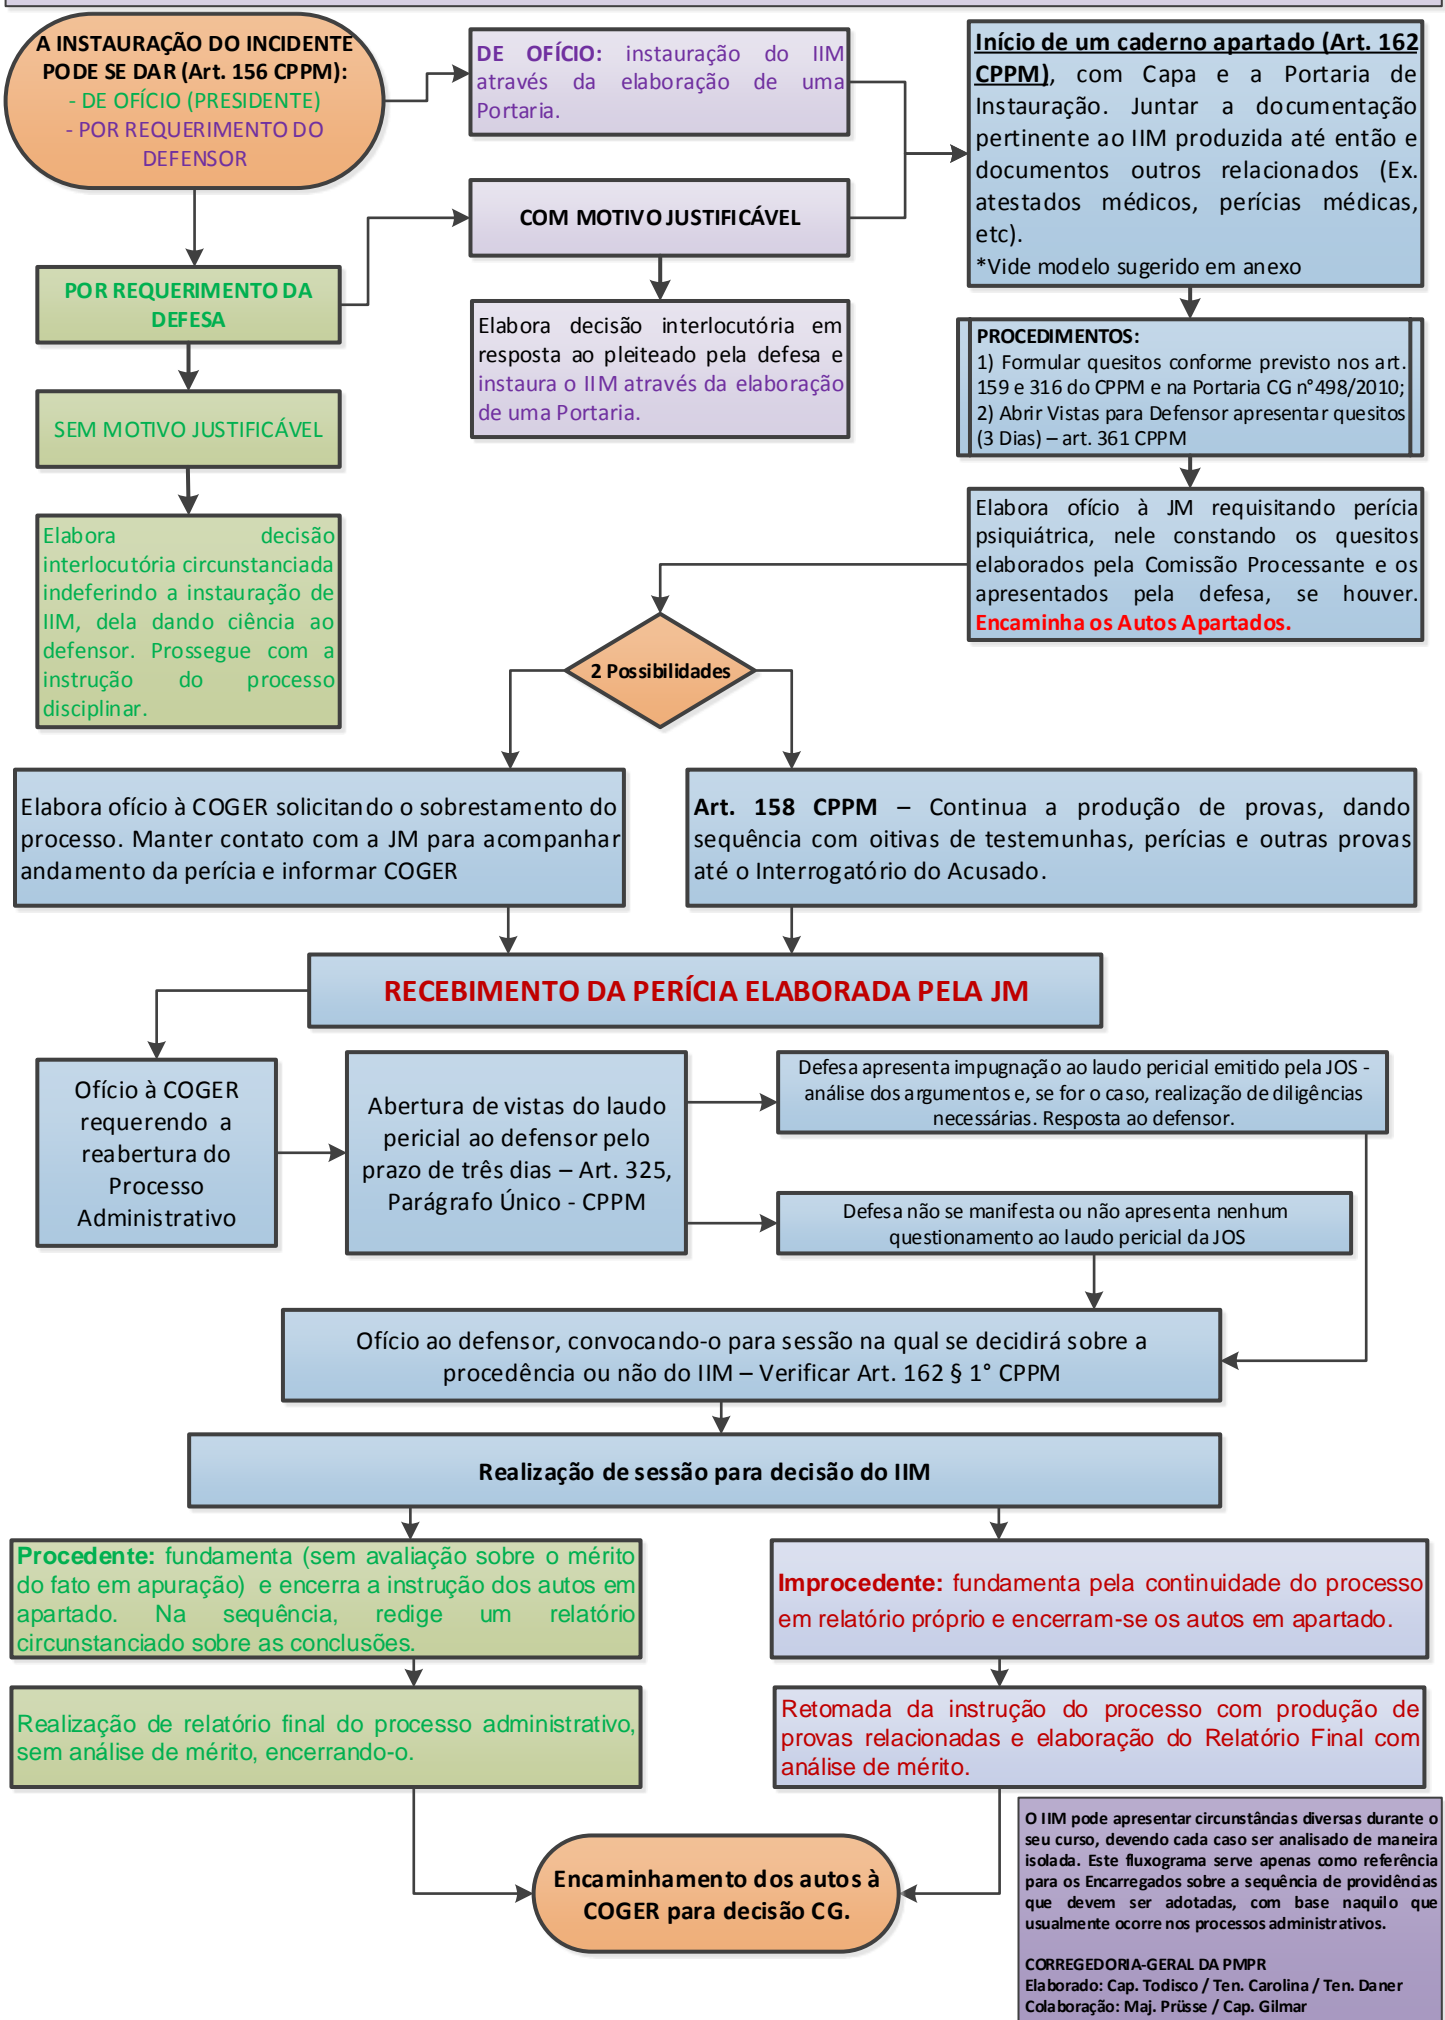 A INSTAURAÇÃO DO INCIDENTE
PODE SE DAR (Art. 156 CPPM):
- DE OFÍCIO (PRESIDENTE)
- POR REQUERIMENTO DO
DEFENSOR
DE OFÍCIO: instauração do IIM
através da elaboração de uma
Portaria.
Início de um caderno apartado (Art. 162
CPPM), com Capa e a Portaria de
Instauração. Juntar a documentação
pertinente ao IIM produzida até então e
documentos outros relacionados (Ex.
atestados médicos, perícias médicas,
etc).
*Vide modelo sugerido em anexo
COM MOTIVO JUSTIFICÁVEL
POR REQUERIMENTO DA
DEFESA
Elabora decisão interlocutória em
resposta ao pleiteado pela defesa e
instaura o IIM através da elaboração
de uma Portaria.
PROCEDIMENTOS:
1) Formular quesitos conforme previsto nos art.
159 e 316 do CPPM e na Portaria CG n°498/2010;
2) Abrir Vistas para Defensor apresentar quesitos
(3 Dias) – art. 361 CPPM
SEM MOTIVO JUSTIFICÁVEL
Elabora decisão
interlocutória circunstanciada
indeferindo a instauração de
IIM, dela dando ciência ao
defensor. Prossegue com a
instrução do processo
disciplinar.
Elabora ofício à JM requisitando perícia
psiquiátrica, nele constando os quesitos
elaborados pela Comissão Processante e os
apresentados pela defesa, se houver.
Encaminha os Autos Apartados.
2 Possibilidades
Elabora ofício à COGER solicitando o sobrestamento do
processo. Manter contato com a JM para acompanhar
andamento da perícia e informar COGER
Art. 158 CPPM – Continua a produção de provas, dando
sequência com oitivas de testemunhas, perícias e outras provas
até o Interrogatório do Acusado.
RECEBIMENTO DA PERÍCIA ELABORADA PELA JM
Ofício à COGER
requerendo a
reabertura do
Processo
Administrativo
Abertura de vistas do laudo
pericial ao defensor pelo
prazo de três dias – Art. 325,
Parágrafo Único - CPPM
Defesa apresenta impugnação ao laudo pericial emitido pela JOS -
análise dos argumentos e, se for o caso, realização de diligências
necessárias. Resposta ao defensor.
Defesa não se manifesta ou não apresenta nenhum
questionamento ao laudo pericial da JOS
Ofício ao defensor, convocando-o para sessão na qual se decidirá sobre a
procedência ou não do IIM – Verificar Art. 162 § 1° CPPM
Realização de sessão para decisão do IIM
Procedente: fundamenta (sem avaliação sobre o mérito
do fato em apuração) e encerra a instrução dos autos em
apartado. Na sequência, redige um relatório
circunstanciado sobre as conclusões.
Improcedente: fundamenta pela continuidade do processo
em relatório próprio e encerram-se os autos em apartado.
Realização de relatório final do processo administrativo,
sem análise de mérito, encerrando-o.
Retomada da instrução do processo com produção de
provas relacionadas e elaboração do Relatório Final com
análise de mérito.
Encaminhamento dos autos à
COGER para decisão CG.
O IIM pode apresentar circunstâncias diversas durante o
seu curso, devendo cada caso ser analisado de maneira
isolada. Este fluxograma serve apenas como referência
para os Encarregados sobre a sequência de providências
que devem ser adotadas, com base naquilo que
usualmente ocorre nos processos administrativos.
CORREGEDORIA-GERAL DA PMPR
Elaborado: Cap. Todisco / Ten. Carolina / Ten. Daner
Colaboração: Maj. Prüsse / Cap. Gilmar